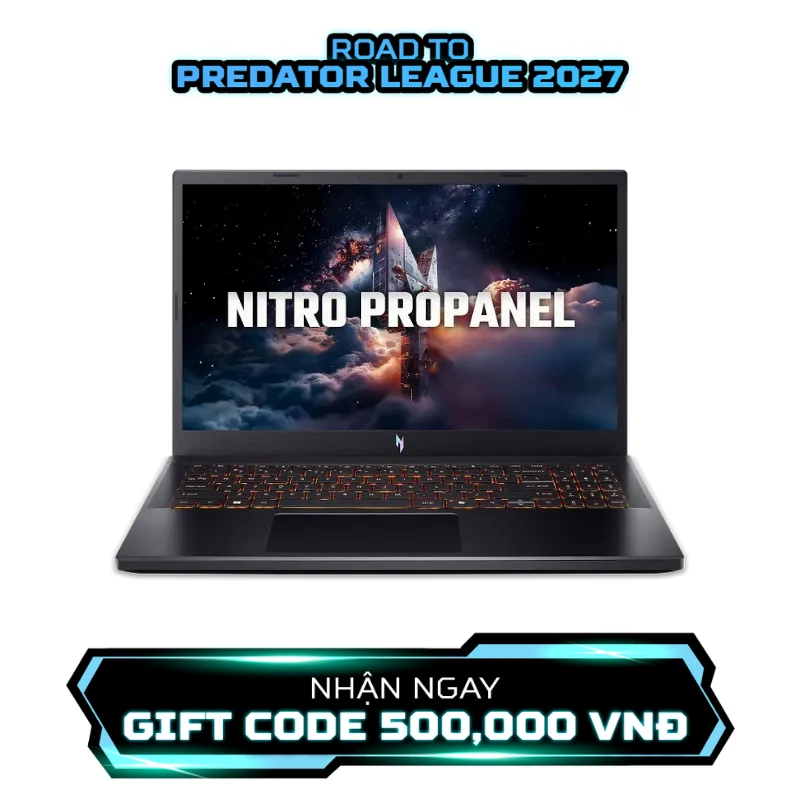 ROAD TO
PREDATOR LEAGUE 2027
NITRO PROPANEL
NHẬN NGAY
GIFT CODE 500,000 VNĐ